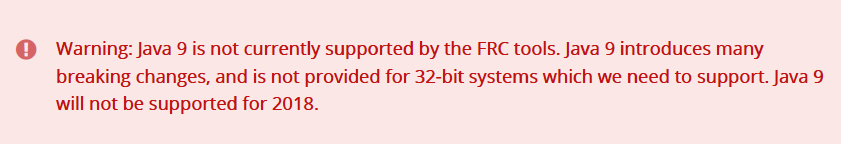 Warning: Java 9 is not currently supported by the FRC tools. Java 9 introduces many
breaking changes, and is not provided for 32-bit systems which we need to support. Java 9
will not be supported for 2018.